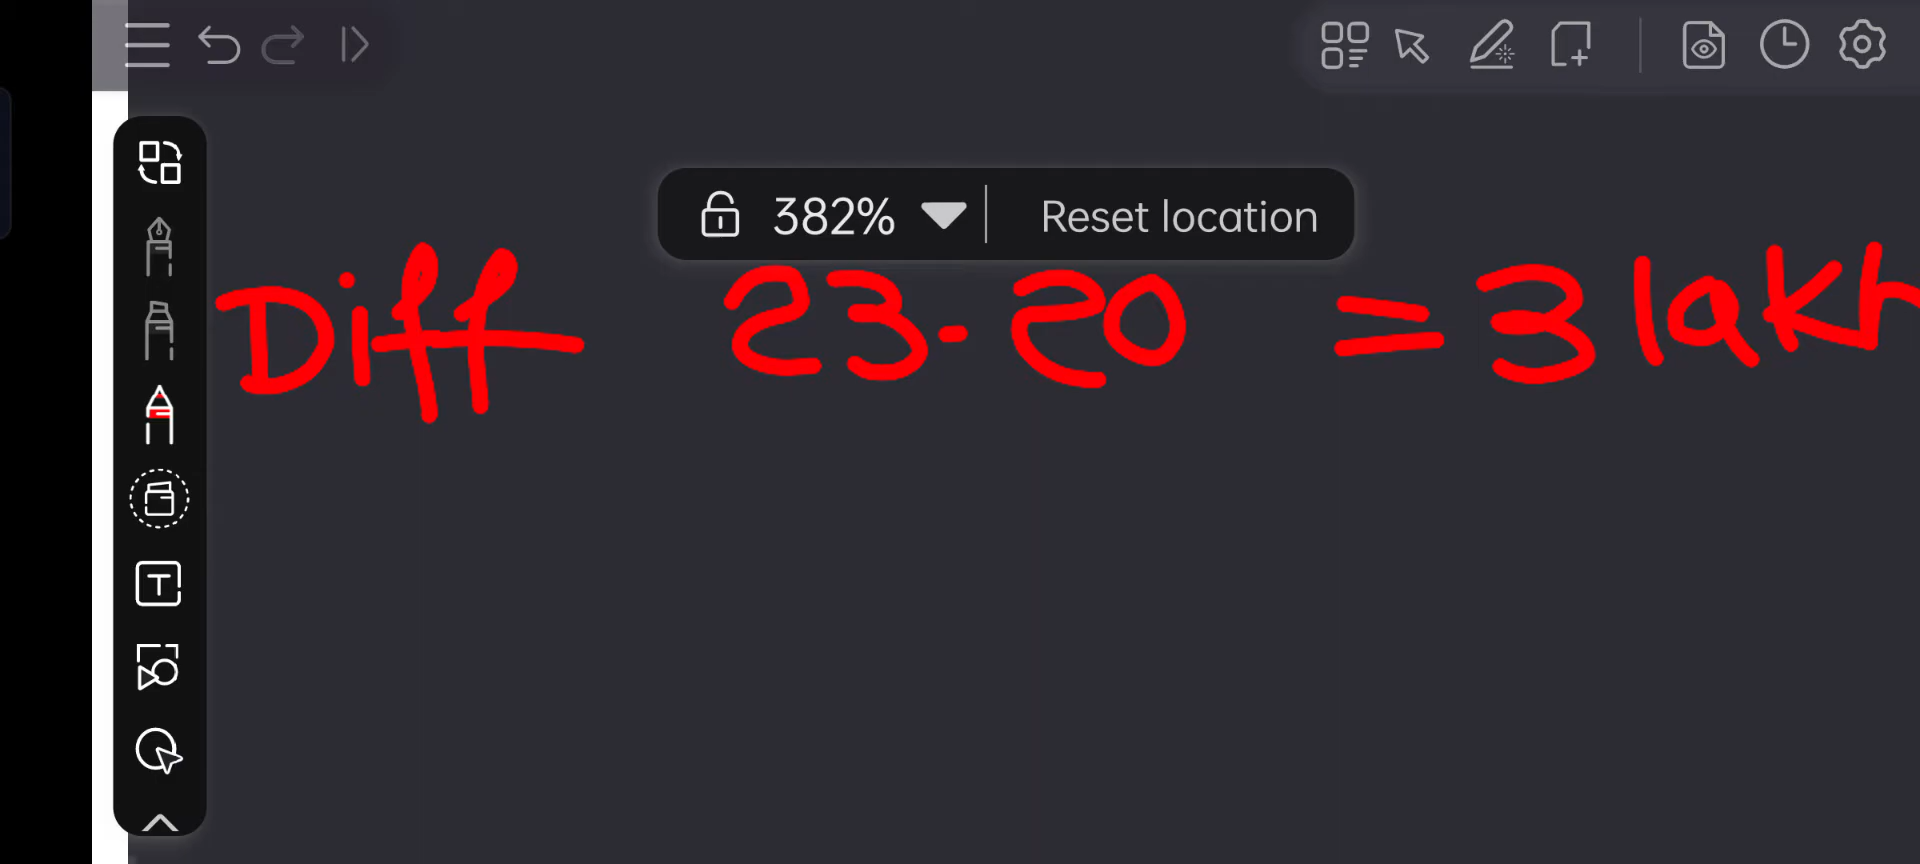 382% Reset location
Diff 23-20 = 3 lakh